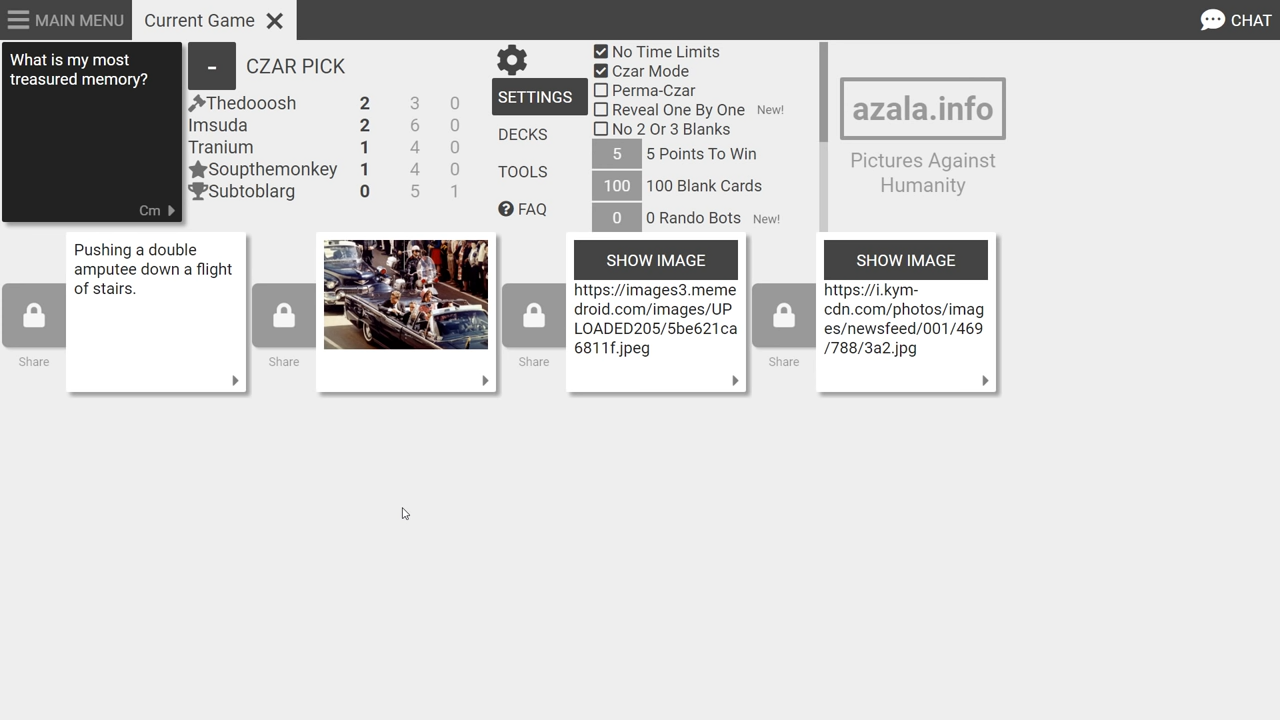 MAIN MENU
Current Game
CHAT
What is my most
treasured memory?
Cm
-
CZAR PICK
Thedooosh 2 3 0
Imsuda 2 6 0
Tranium 1 4 0
Soupthemonkey 1 4 0
Subtoblarg 0 5 1
SETTINGS
DECKS
TOOLS
? FAQ
No Time Limits
Czar Mode
Perma-Czar
Reveal One By One New!
No 2 Or 3 Blanks
5 5 Points To Win
100 100 Blank Cards
0 0 Rando Bots New!
azala.info
Pictures Against
Humanity
Share
Pushing a double
amputee down a flight
of stairs.
Share
Share
SHOW IMAGE
https://images3.meme
droid.com/images/UP
LOADED205/5be621ca
6811f.jpeg
Share
SHOW IMAGE
https://i.kym-
cdn.com/photos/imag
es/newsfeed/001/469
/788/3a2.jpg